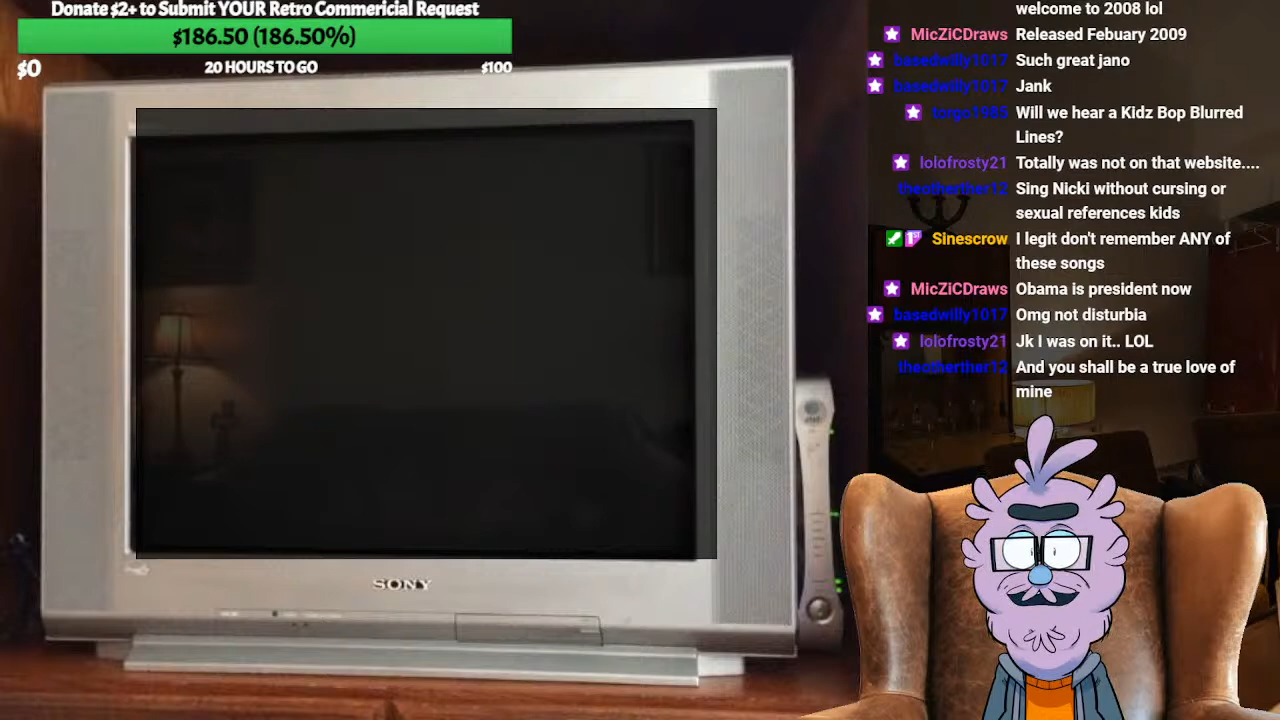 Donate $2+ to Submit YOUR Retro Commericial Request
$186.50 (186.50%)
$0
20 HOURS TO GO
$100
SONY
welcome to 2008 lol
MicZiCDraws Released Febuary 2009
basedwilly1017 Such great jano
basedwilly1017 Jank
torgo1985 Will we hear a Kidz Bop Blurred
Lines?
lolofrosty21 Totally was not on that website....
theotherther12 Sing Nicki without cursing or
sexual references kids
Sinescrow I legit don't remember ANY of
these songs
MicZiCDraws Obama is president now
basedwilly1017 Omg not disturbia
lolofrosty21 Jk I was on it.. LOL
theotherther12 And you shall be a true love of
mine